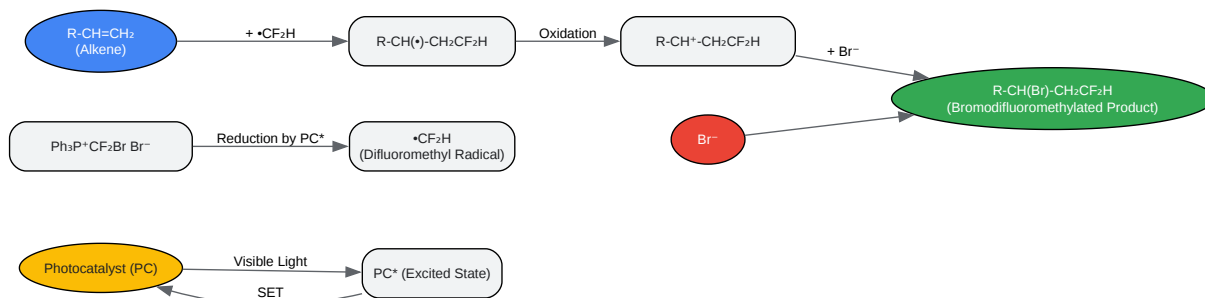 R-CH=CH₂
(Alkene)
+ •CF₂H
R-CH(•)-CH₂CF₂H
Oxidation
R-CH⁺-CH₂CF₂H
+ Br⁻
R-CH(Br)-CH₂CF₂H
(Bromodifluoromethylated Product)
Br⁻
Ph₃P⁺CF₂Br Br⁻
Reduction by PC*
•CF₂H
(Difluoromethyl Radical)
Photocatalyst (PC)
Visible Light
PC* (Excited State)
SET